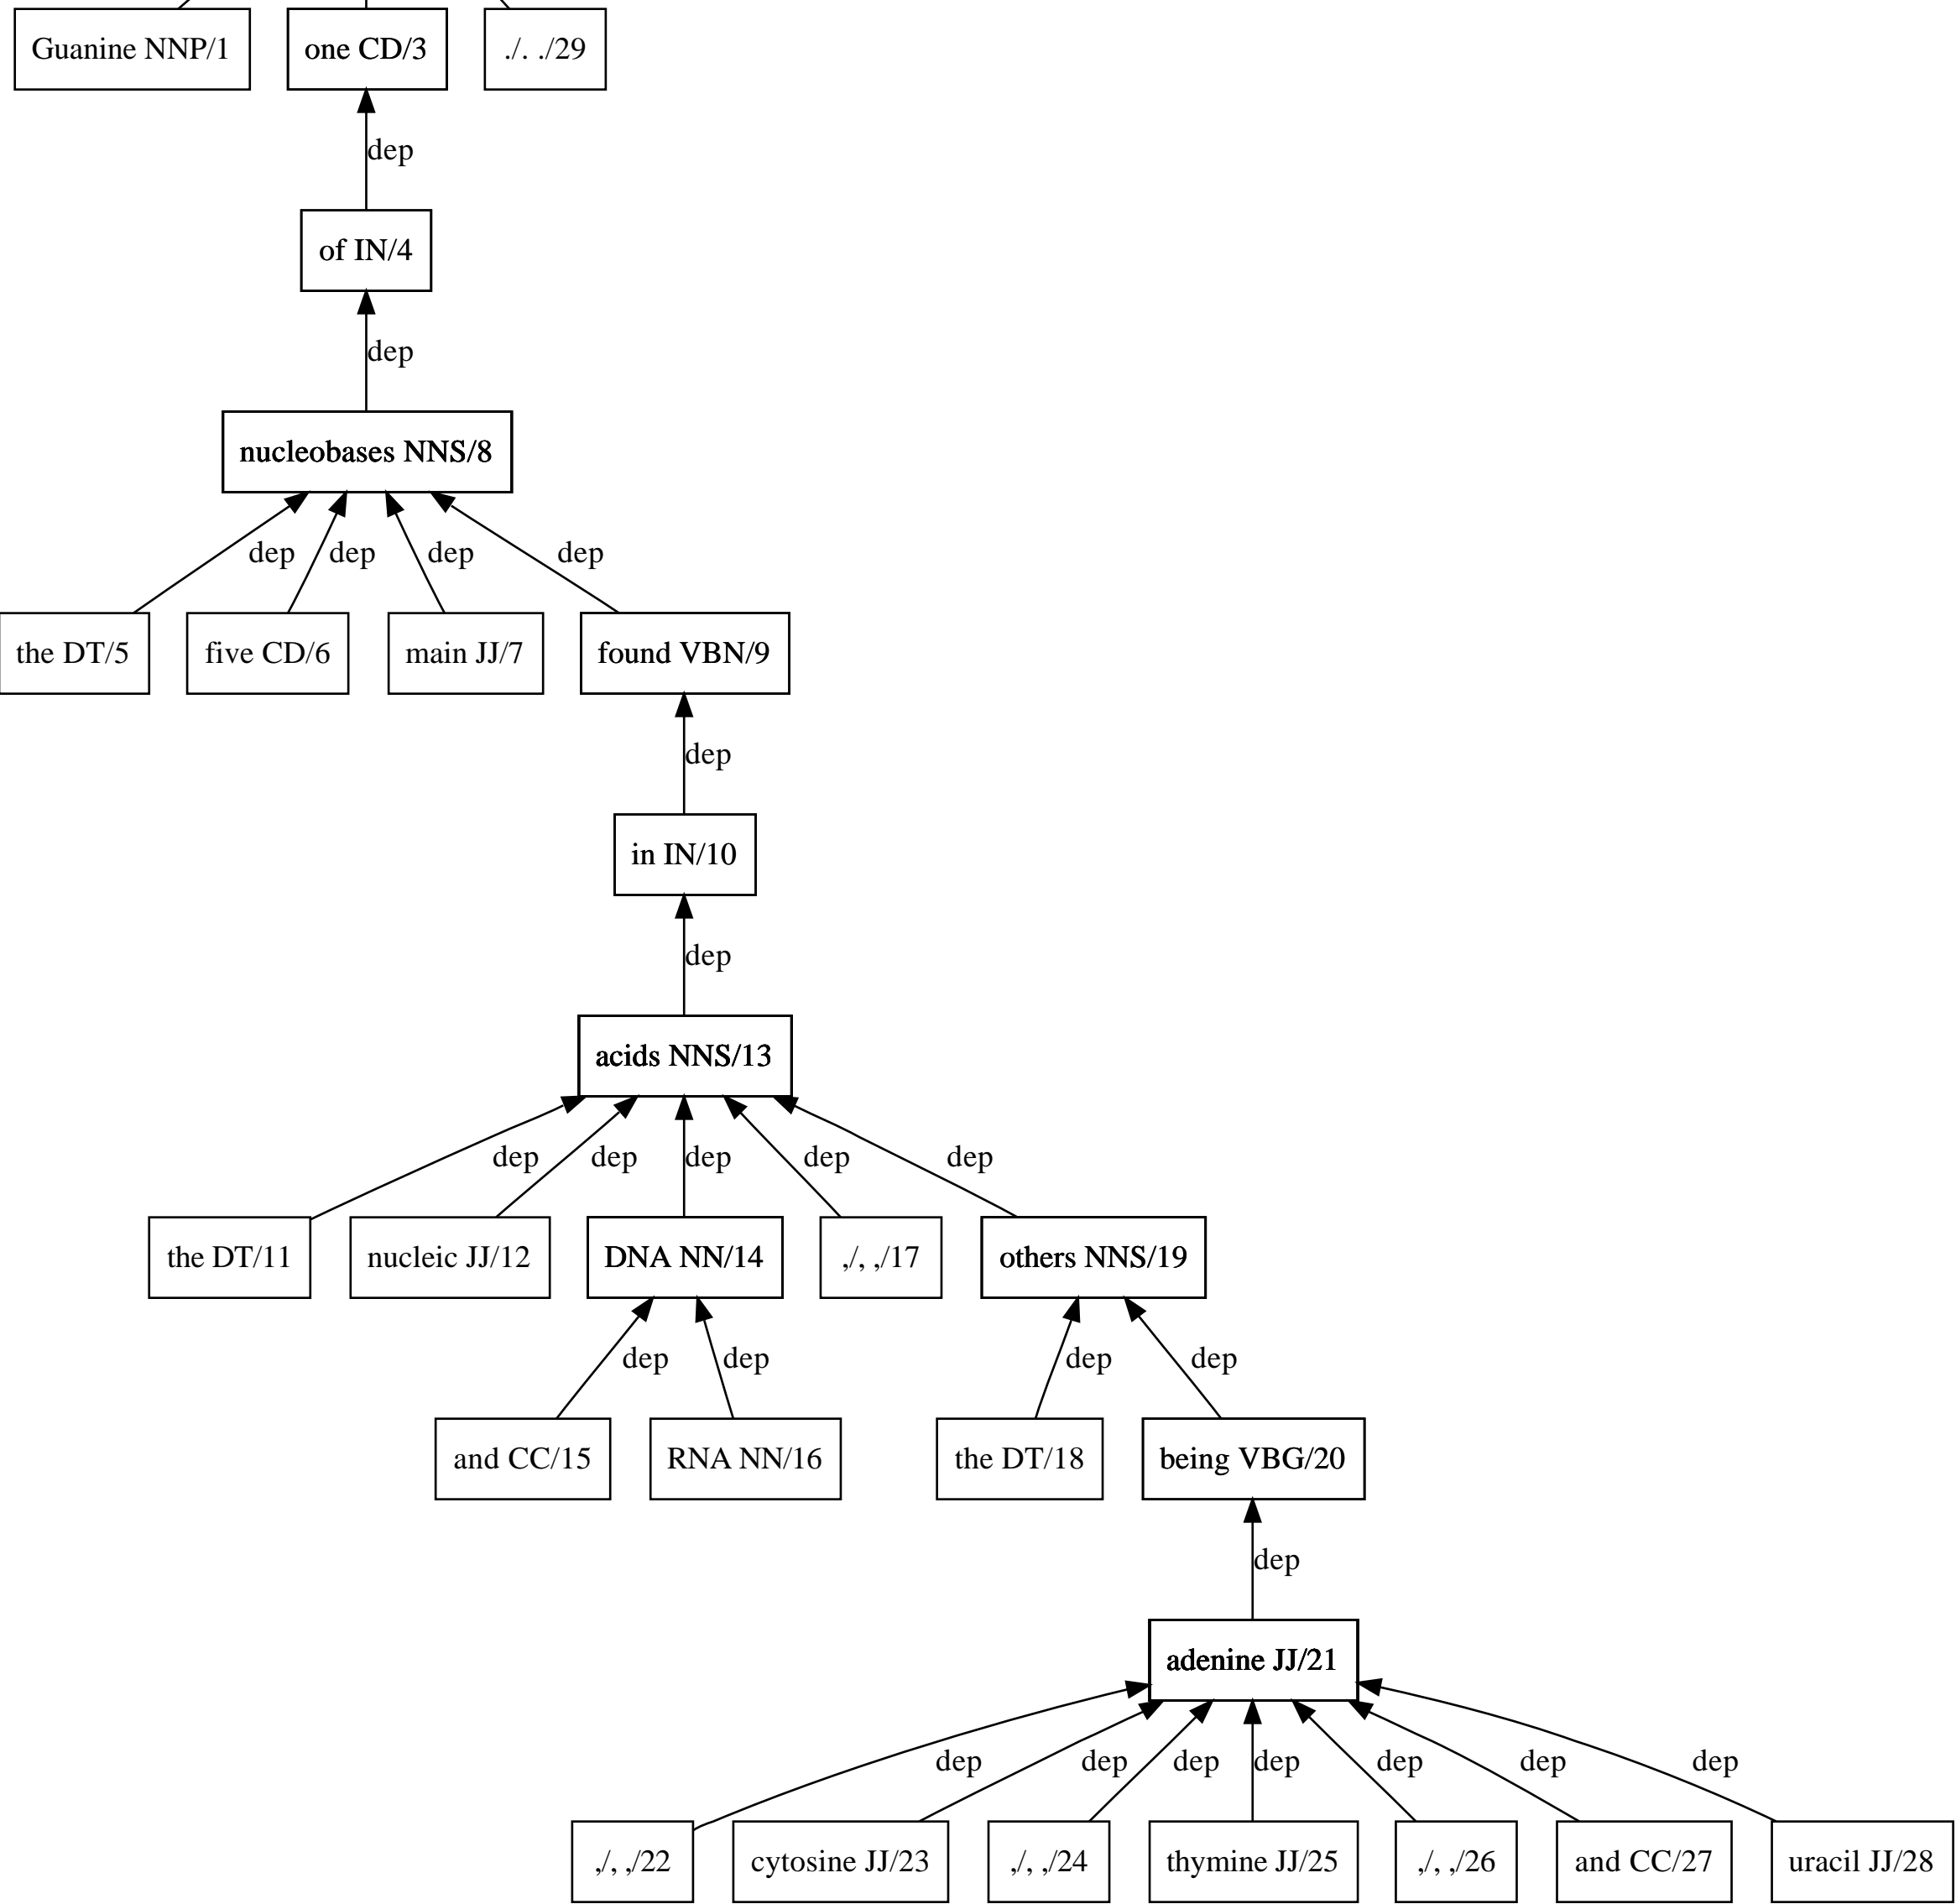 Guanine NNP/1 one CD/3 ./. ./29
dep
of IN/4
dep
nucleobases NNS/8
dep dep dep dep
the DT/5 five CD/6 main JJ/7 found VBN/9
dep
in IN/10
dep
acids NNS/13
dep dep dep dep dep
the DT/11 nucleic JJ/12 DNA NN/14 ,/, ,/17 others NNS/19
dep dep dep dep
and CC/15 RNA NN/16 the DT/18 being VBG/20
dep
adenine JJ/21
dep dep dep dep dep dep dep
,/, ,/22 cytosine JJ/23 ,/, ,/24 thymine JJ/25 ,/, ,/26 and CC/27 uracil JJ/28